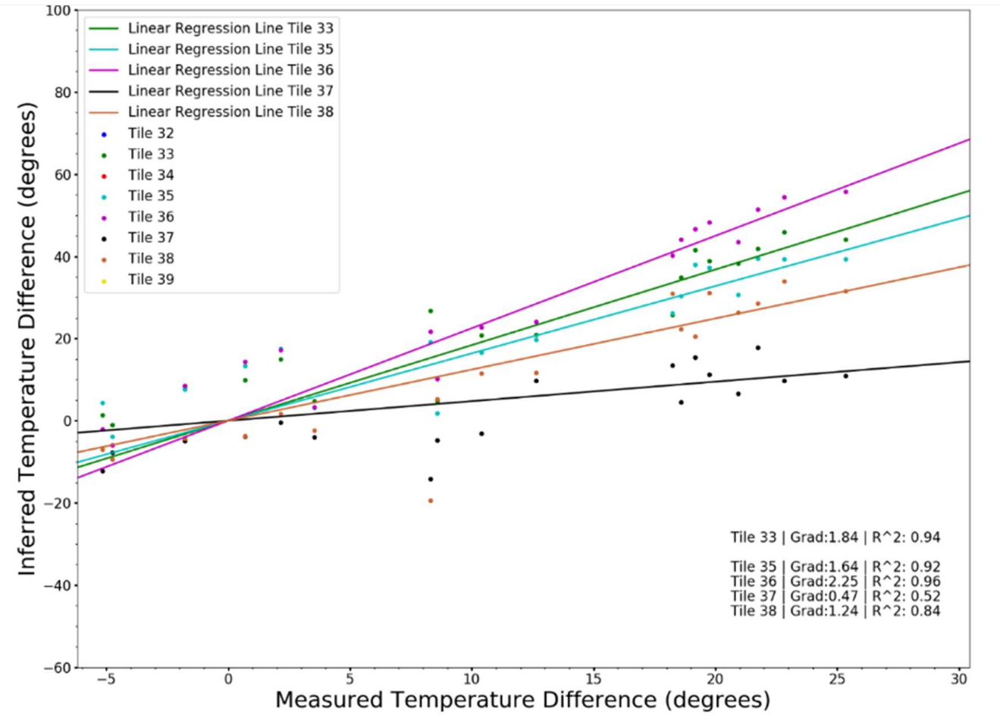 100
80
60
40
20
0
−20
−40
−60
Inferred Temperature Difference (degrees)
Linear Regression Line Tile 33
Linear Regression Line Tile 35
Linear Regression Line Tile 36
Linear Regression Line Tile 37
Linear Regression Line Tile 38
Tile 32
Tile 33
Tile 34
Tile 35
Tile 36
Tile 37
Tile 38
Tile 39
Tile 33 | Grad:1.84 | R^2: 0.94
Tile 35 | Grad:1.64 | R^2: 0.92
Tile 36 | Grad:2.25 | R^2: 0.96
Tile 37 | Grad:0.47 | R^2: 0.52
Tile 38 | Grad:1.24 | R^2: 0.84
−5 0 5 10 15 20 25 30
Measured Temperature Difference (degrees)